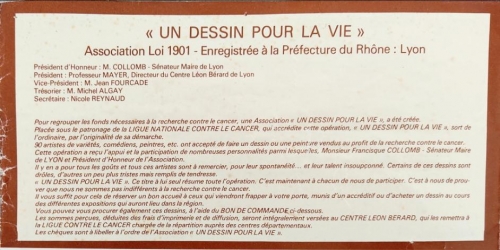 « UN DESSIN POUR LA VIE »
Association Loi 1901 - Enregistrée à la Préfecture du Rhône : Lyon
Président d'Honneur : M. COLLOMB - Sénateur Maire de Lyon
Président : Professeur MAYER, Directeur du Centre Léon Bérard de Lyon
Vice-Président : M. Jean FOURCADE
Trésorier : M. Michel ALGAY
Secrétaire : Nicole REYNAUD
Pour regrouper les fonds nécessaires à la recherche contre le cancer, une Association « UN DESSIN POUR LA VIE », a été créée.
Placée sous le patronage de la LIGUE NATIONALE CONTRE LE CANCER, qui accrédite cette opération, « UN DESSIN POUR LA VIE », sort de
l'ordinaire, par l'originalité de sa démarche.
90 artistes de variétés, comédiens, peintres, etc. ont accepté de faire un dessin ou une peinture vendus au profit de la recherche contre le cancer.
Cette opération a reçu l'appui et la participation de nombreuses personnalités parmi lesquelles, Monsieur Francisque COLLOMB - Sénateur Maire
de LYON et Président d'Honneur de l'Association.
Il y en a pour tous les goûts et tous ces artistes sont à remercier, pour leur spontanéité... et leur talent insoupçonné. Certains de ces dessins sont
drôles, d'autres un peu plus tristes mais remplis de tendresse.
« UN DESSIN POUR LA VIE ». Ce titre à lui seul résume toute l'opération. C'est maintenant à chacun de nous de participer. C'est à nous de prou-
ver que nous ne sommes pas indifférents à la recherche contre le cancer.
Il vous suffit pour cela de réserver un bon accueil à ceux qui viendront frapper à votre porte, munis d'un accréditif ou d'acheter un dessin au cours
des différentes expositions qui auront lieu dans la région.
Vous pouvez vous procurer également ces dessins, à l'aide du BON DE COMMANDE ci-dessous.
Les sommes perçues, déduites des frais d'imprimerie et de diffusion, seront intégralement versées au CENTRE LEON BERARD, qui les remettra à
la LIGUE CONTRE LE CANCER chargée de la répartition auprès des centres départementaux.
Les chèques sont à libeller à l'ordre de l'Association « UN DESSIN POUR LA VIE ».